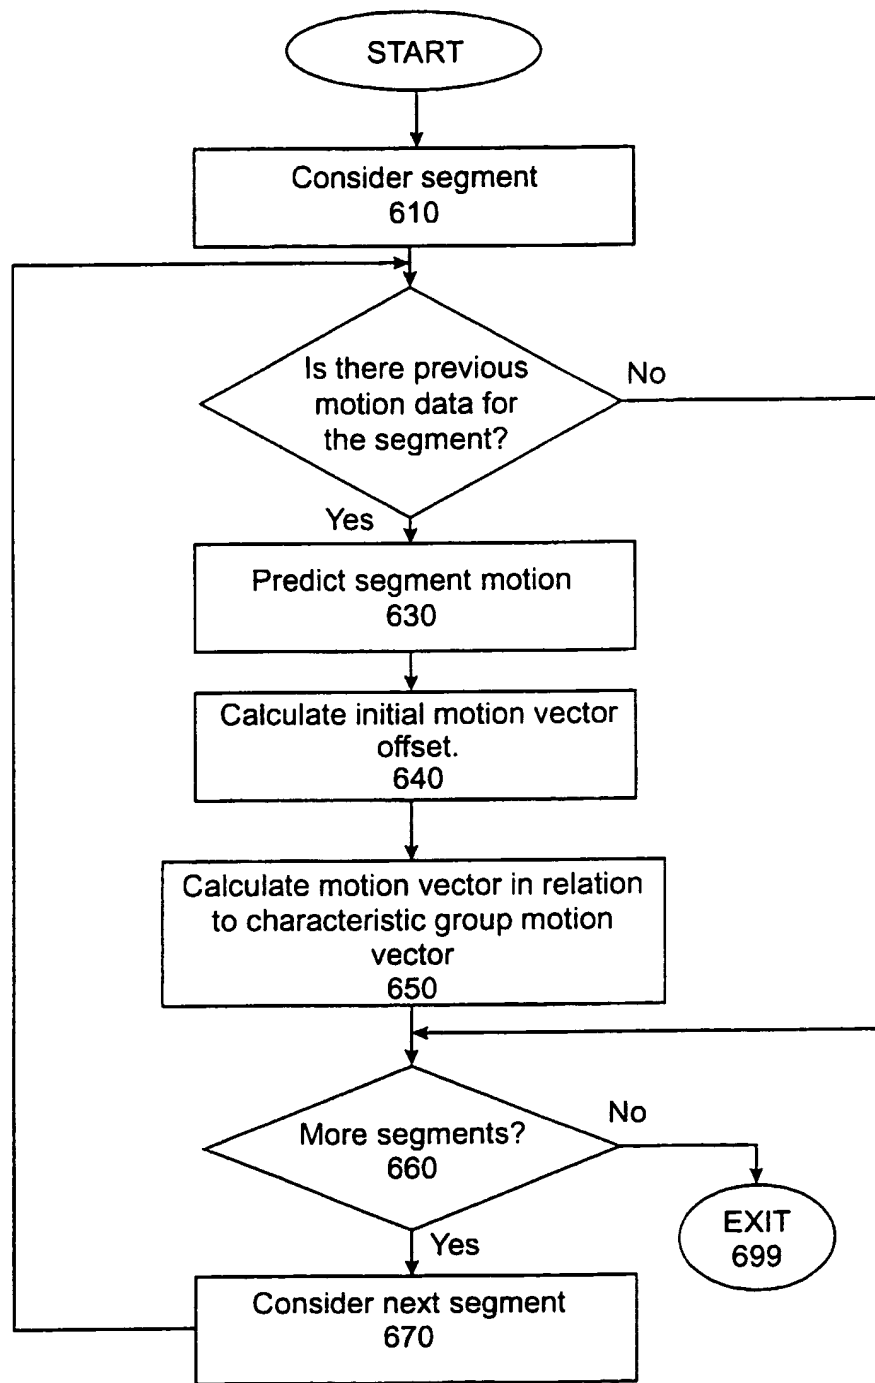 START
Consider segment
610
Is there previous
motion data for
the segment?
No
Yes
Predict segment motion
630
Calculate initial motion vector
offset.
640
Calculate motion vector in relation
to characteristic group motion
vector
650
More segments?
660
No
EXIT
699
Yes
Consider next segment
670